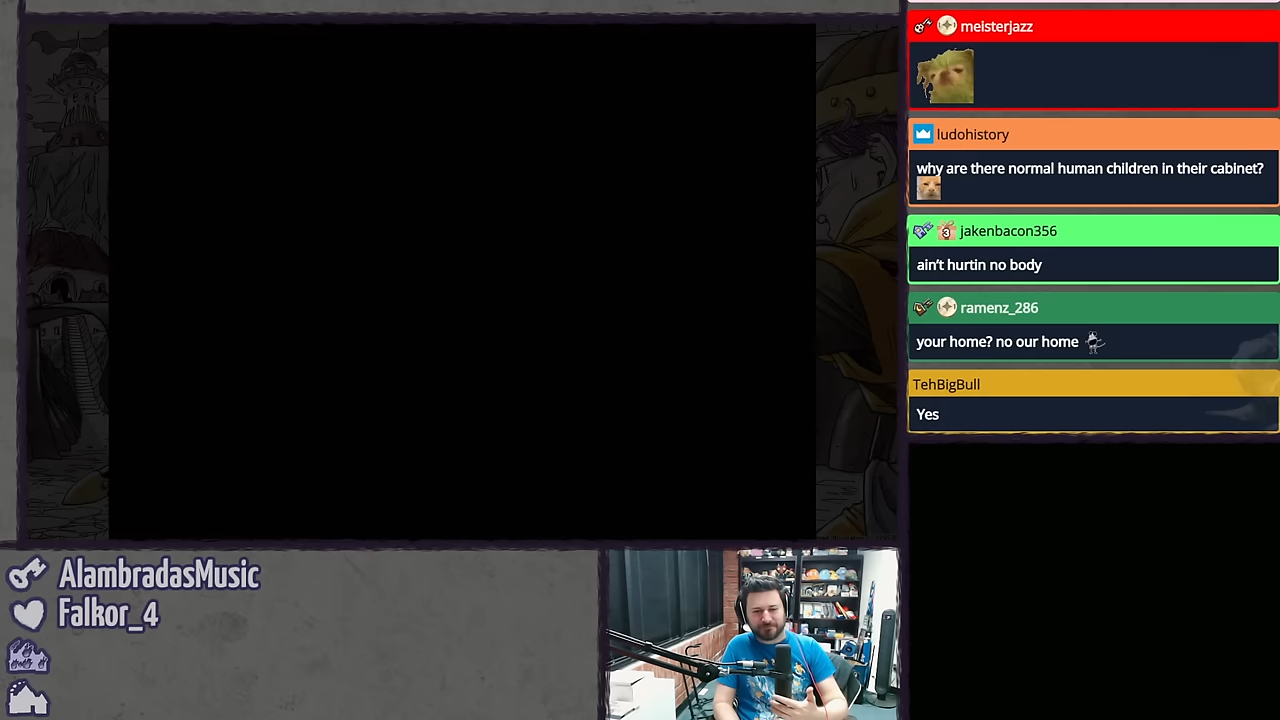 meisterjazz
ludohistory
why are there normal human children in their cabinet?
3 jakenbacon356
ain't hurtin no body
ramenz_286
your home? no our home
TehBigBull
Yes
AlambradasMusic
Falkor_4